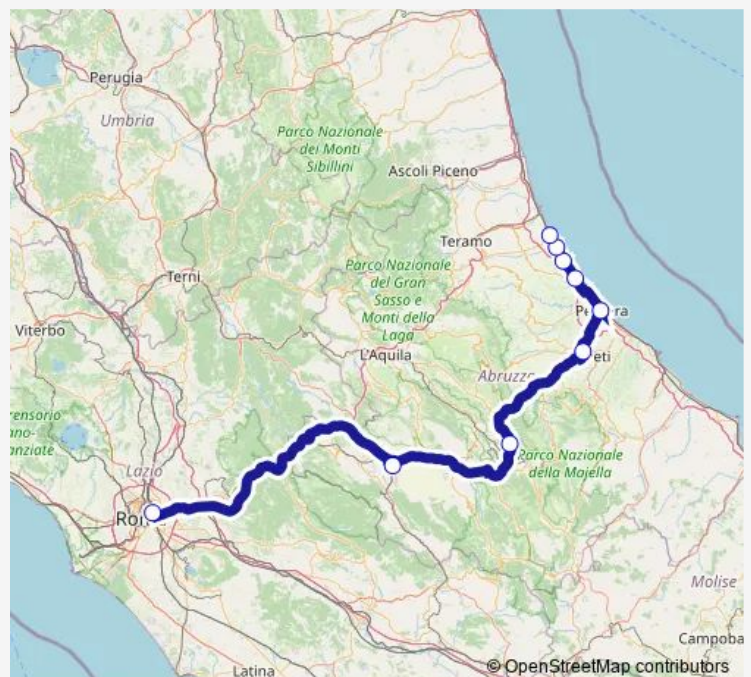 Perugia
Umbria
Parco Nazionale
dei Monti
Sibillini
Ascoli Piceno
Teramo
Parco Nazionale
del Gran
Sasso e
Monti della
Laga
Terni
Viterbo
L'Aquila
Abruzzo
Parco Nazionale
della Majella
Lazio
Molise
Campoba
Latina
© OpenStreetMap contributors